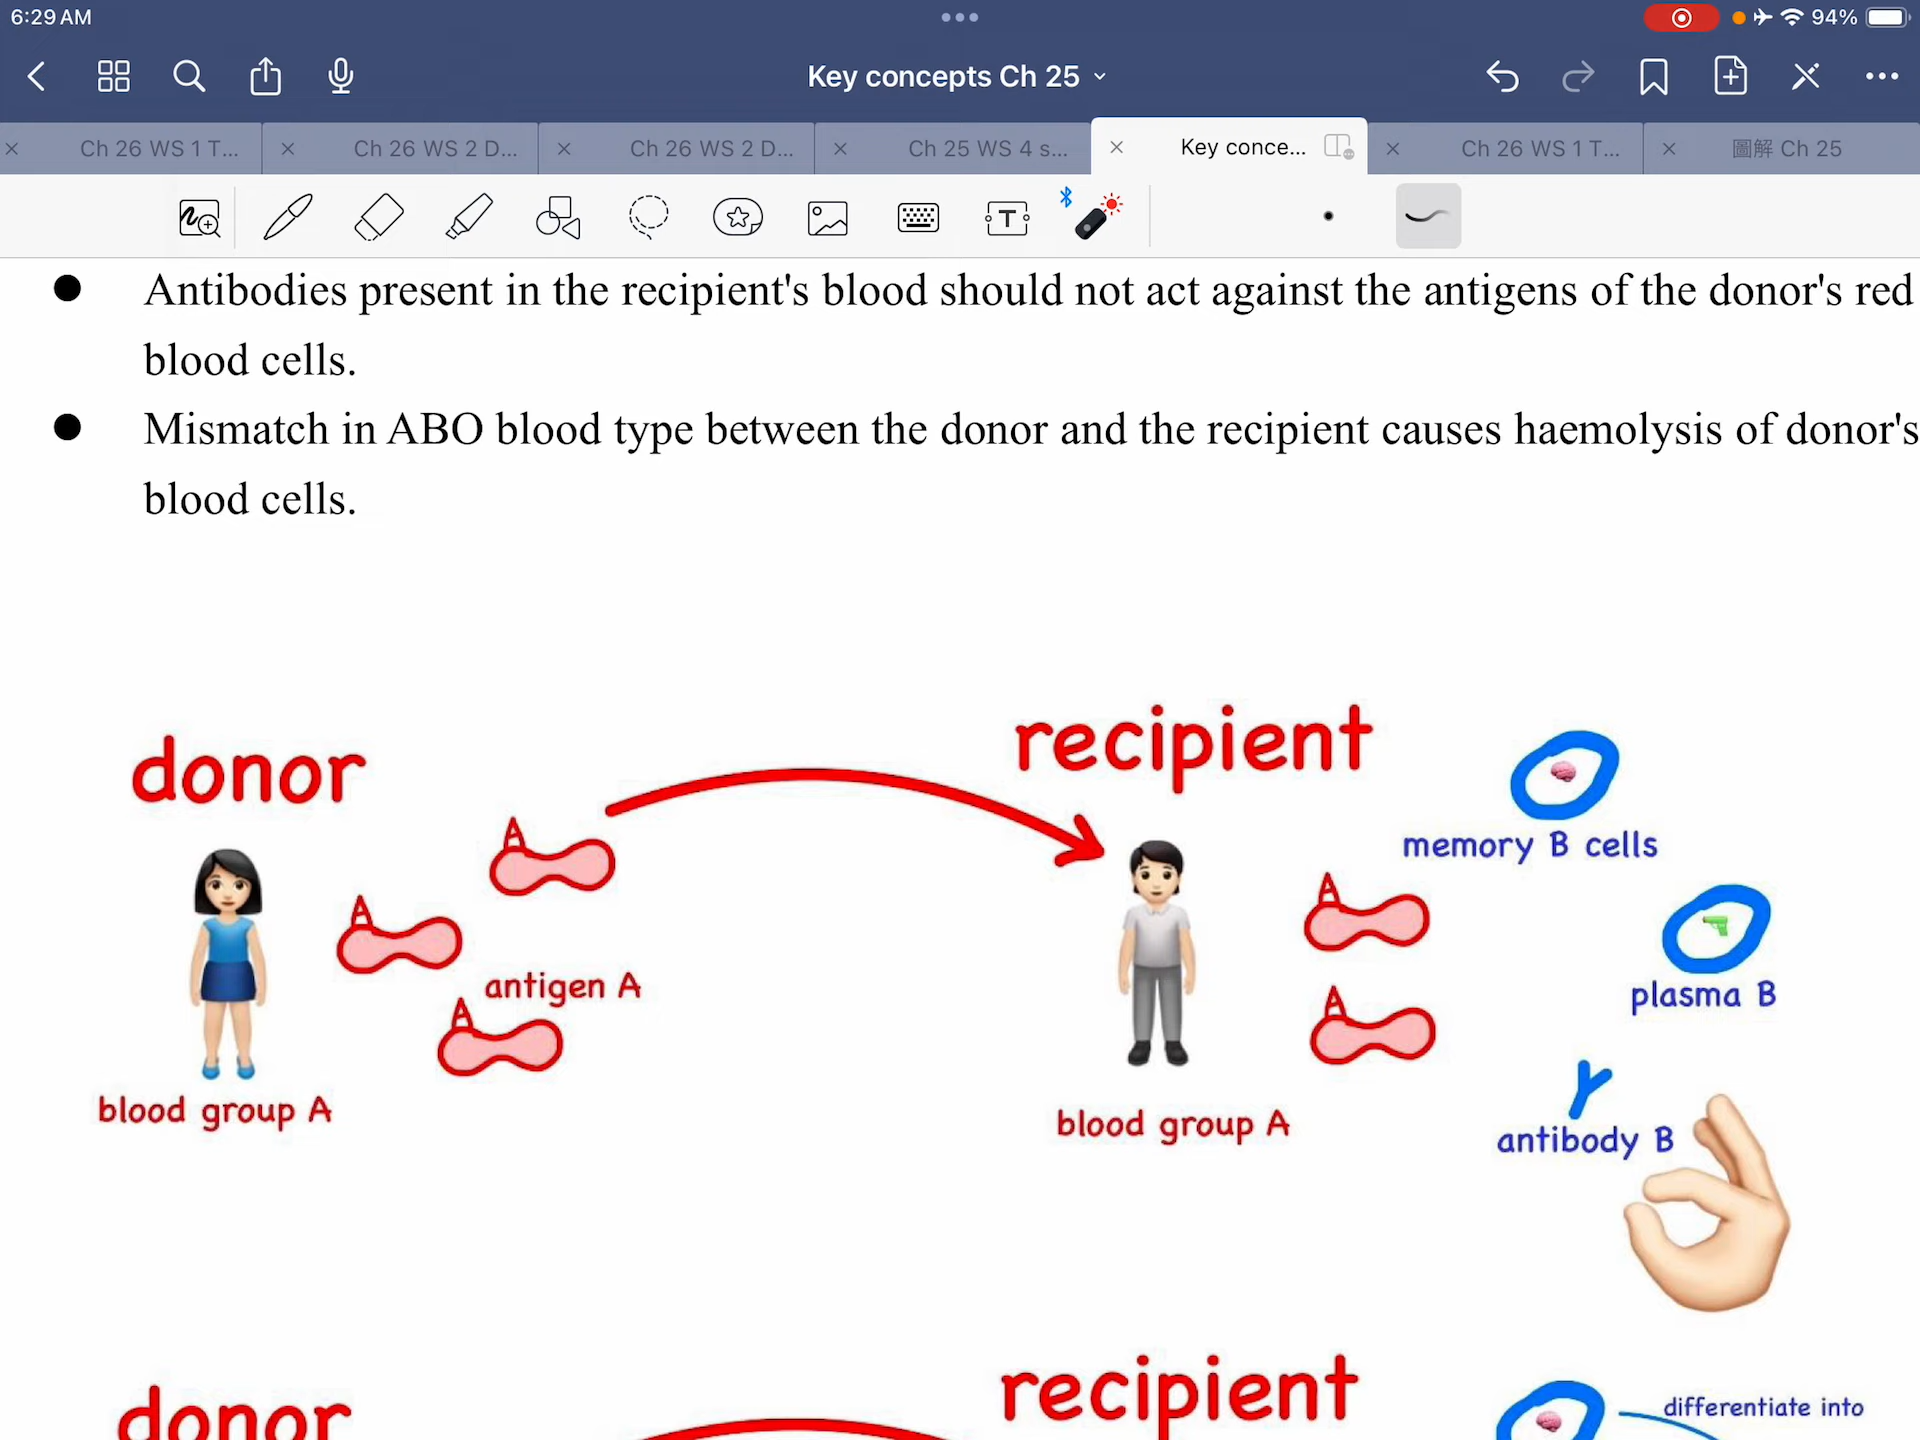 6:29 AM
94%
Key concepts Ch 25
Ch 26 WS 1 T...
Ch 26 WS 2 D...
Ch 26 WS 2 D...
Ch 25 WS 4 s...
Key conce...
Ch 26 WS 1 T...
圖解 Ch 25
T
Antibodies present in the recipient's blood should not act against the antigens of the donor's red
blood cells.
Mismatch in ABO blood type between the donor and the recipient causes haemolysis of donor's
blood cells.
donor
recipient
memory B cells
antigen A
plasma B
blood group A
blood group A
antibody B
donor
recipient
differentiate into